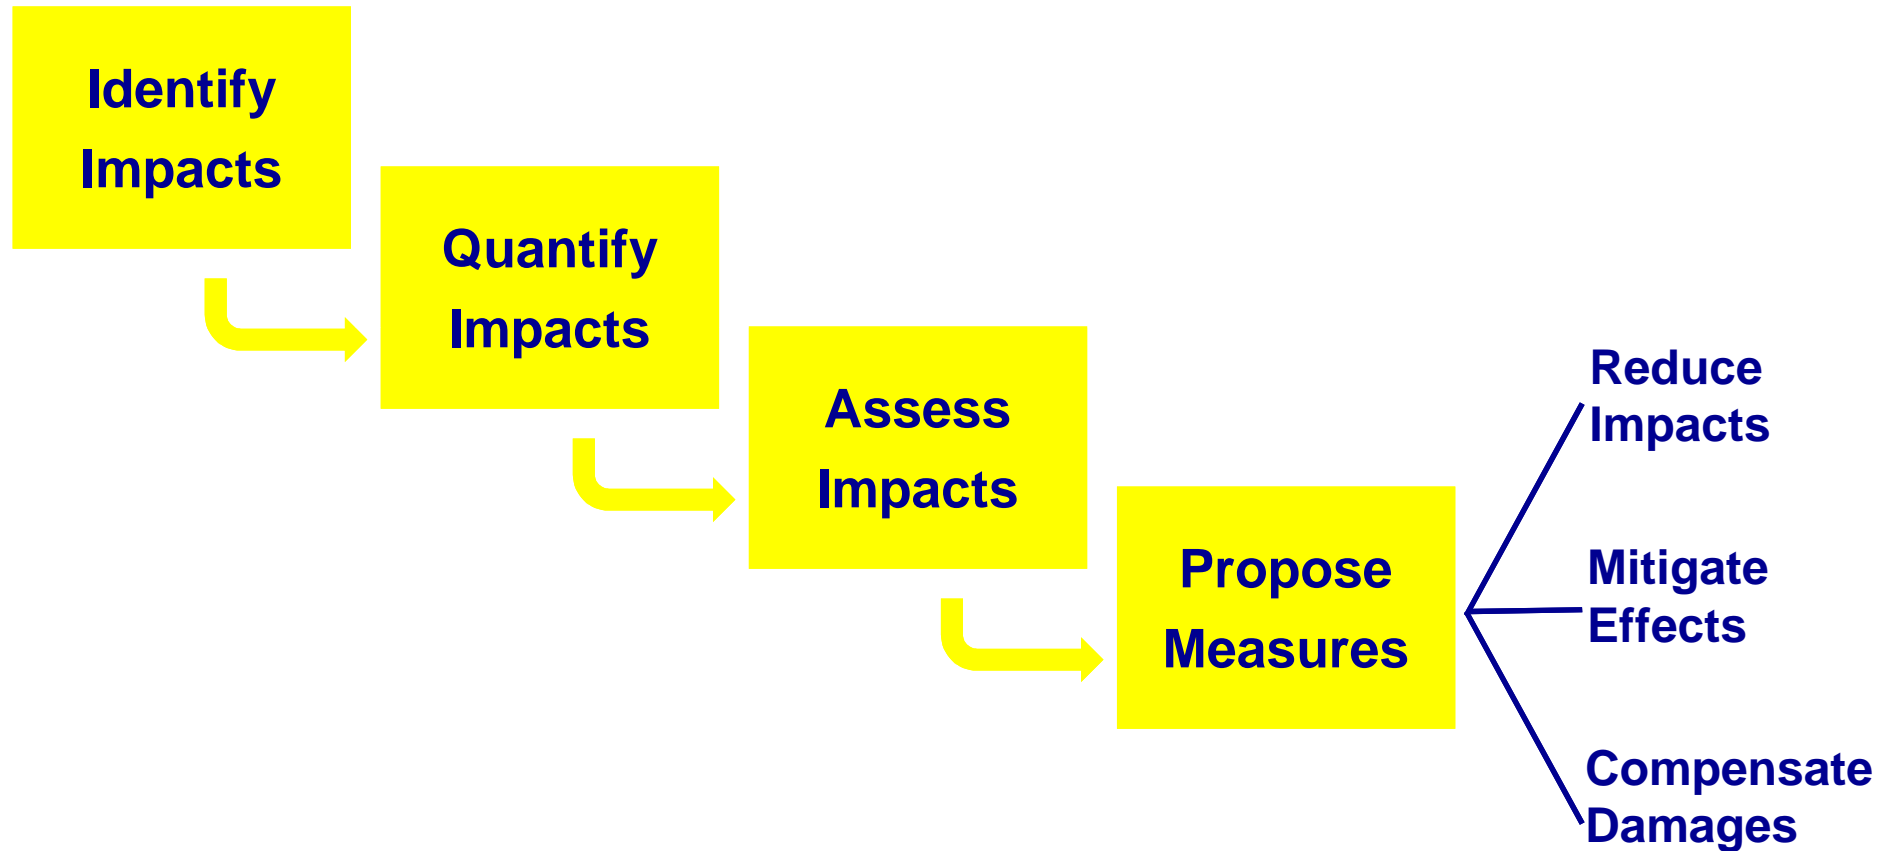 Identify
Impacts
Quantify
Impacts
Assess
Impacts
Propose
Measures
Reduce
Impacts
Mitigate
Effects
Compensate
Damages